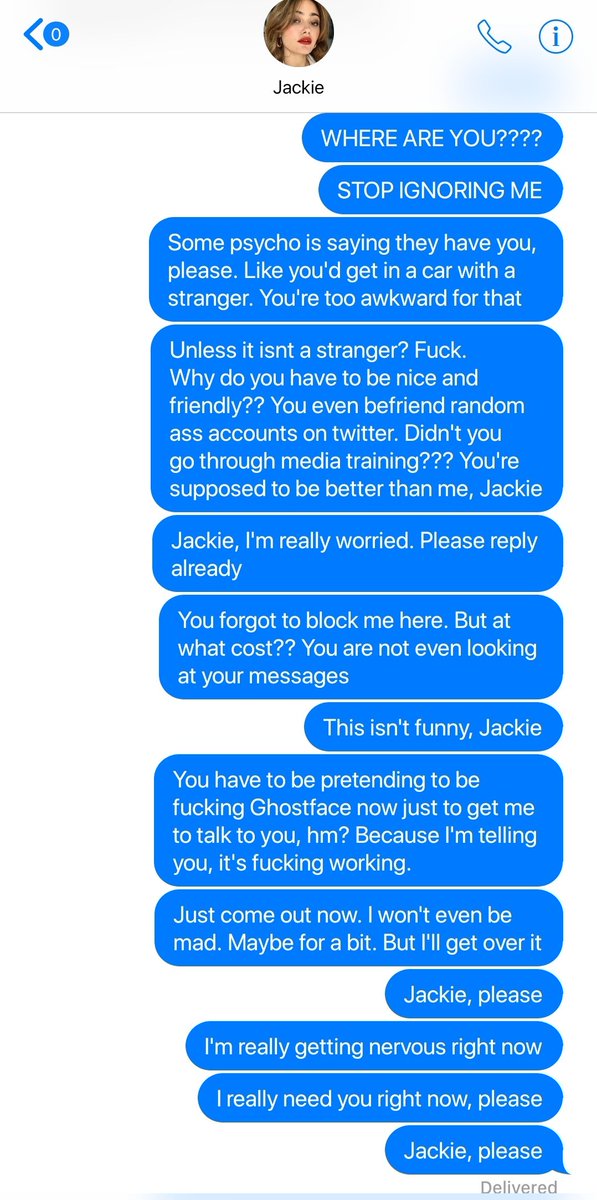 0
Jackie
WHERE ARE YOU????
STOP IGNORING ME
Some psycho is saying they have you,
please. Like you'd get in a car with a
stranger. You're too awkward for that
Unless it isnt a stranger? Fuck.
Why do you have to be nice and
friendly?? You even befriend random
ass accounts on twitter. Didn't you
go through media training??? You're
supposed to be better than me, Jackie
Jackie, I'm really worried. Please reply
already
You forgot to block me here. But at
what cost?? You are not even looking
at your messages
This isn't funny, Jackie
You have to be pretending to be
fucking Ghostface now just to get me
to talk to you, hm? Because I'm telling
you, it's fucking working.
Just come out now. I won't even be
mad. Maybe for a bit. But I'll get over it
Jackie, please
I'm really getting nervous right now
I really need you right now, please
Jackie, please
Delivered